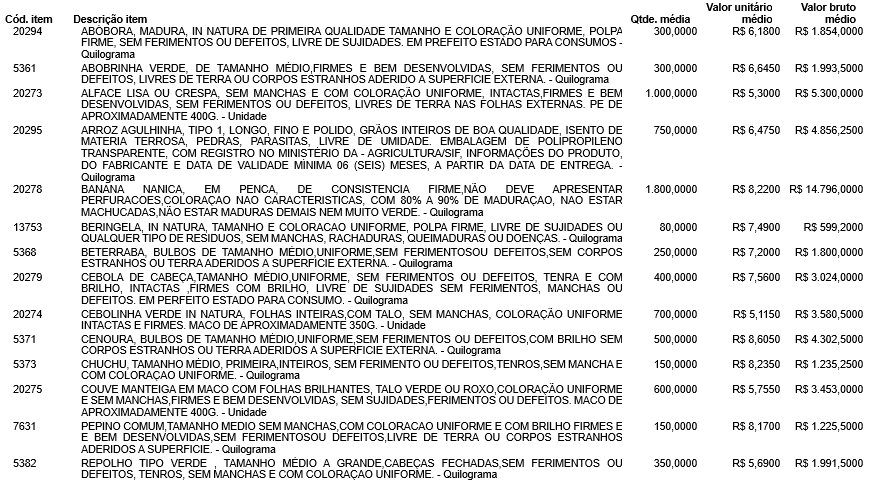 Cód. item Descrição item Qtde. média Valor unitário médio Valor bruto médio
20294 ABÓBORA, MADURA, IN NATURA DE PRIMEIRA QUALIDADE TAMANHO E COLORAÇÃO UNIFORME, POLPA 300,0000 R$ 6,1800 R$ 1.854,0000
FIRME, SEM FERIMENTOS OU DEFEITOS, LIVRE DE SUJIDADES. EM PREFEITO ESTADO PARA CONSUMOS -
Quilograma
5361 ABOBRINHA VERDE, DE TAMANHO MÉDIO,FIRMES E BEM DESENVOLVIDAS, SEM FERIMENTOS OU 300,0000 R$ 6,6450 R$ 1.993,5000
DEFEITOS, LIVRES DE TERRA OU CORPOS ESTRANHOS ADERIDO A SUPERFICIE EXTERNA. - Quilograma
20273 ALFACE LISA OU CRESPA, SEM MANCHAS E COM COLORAÇÃO UNIFORME, INTACTAS,FIRMES E BEM 1.000,0000 R$ 5,3000 R$ 5.300,0000
DESENVOLVIDAS, SEM FERIMENTOS OU DEFEITOS, LIVRES DE TERRA NAS FOLHAS EXTERNAS. PE DE
APROXIMADAMENTE 400G. - Unidade
20295 ARROZ AGULHINHA, TIPO 1, LONGO, FINO E POLIDO, GRÃOS INTEIROS DE BOA QUALIDADE, ISENTO DE 750,0000 R$ 6,4750 R$ 4.856,2500
MATERIA TERROSA, PEDRAS, PARASITAS, LIVRE DE UMIDADE. EMBALAGEM DE POLIPROPILENO
TRANSPARENTE, COM REGISTRO NO MINISTÉRIO DA - AGRICULTURA/SIF, INFORMAÇÕES DO PRODUTO,
DO FABRICANTE E DATA DE VALIDADE MÍNIMA 06 (SEIS) MESES, A PARTIR DA DATA DE ENTREGA. -
Quilograma
20278 BANANA NANICA, EM PENCA, DE CONSISTENCIA FIRME,NÃO DEVE APRESENTAR 1.800,0000 R$ 8,2200 R$ 14.796,0000
PERFURACOES,COLORAÇAO NAO CARACTERISTICAS, COM 80% A 90% DE MADURAÇAO, NAO ESTAR
MACHUCADAS,NÃO ESTAR MADURAS DEMAIS NEM MUITO VERDE. - Quilograma
13753 BERINGELA, IN NATURA, TAMANHO E COLORACAO UNIFORME, POLPA FIRME, LIVRE DE SUJIDADES OU 80,0000 R$ 7,4900 R$ 599,2000
QUALQUER TIPO DE RESIDUOS, SEM MANCHAS, RACHADURAS, QUEIMADURAS OU DOENÇAS. - Quilograma
5368 BETERRABA, BULBOS DE TAMANHO MÉDIO,UNIFORME,SEM FERIMENTOSOU DEFEITOS,SEM CORPOS 250,0000 R$ 7,2000 R$ 1.800,0000
ESTRANHOS OU TERRA ADERIDOS A SUPERFICIE EXTERNA. - Quilograma
20279 CEBOLA DE CABEÇA,TAMANHO MÉDIO,UNIFORME, SEM FERIMENTOS OU DEFEITOS, TENRA E COM 400,0000 R$ 7,5600 R$ 3.024,0000
BRILHO, INTACTAS ,FIRMES COM BRILHO, LIVRE DE SUJIDADES SEM FERIMENTOS, MANCHAS OU
DEFEITOS. EM PERFEITO ESTADO PARA CONSUMO. - Quilograma
20274 CEBOLINHA VERDE IN NATURA, FOLHAS INTEIRAS,COM TALO, SEM MANCHAS, COLORAÇÃO UNIFORME 700,0000 R$ 5,1150 R$ 3.580,5000
INTACTAS E FIRMES. MACO DE APROXIMADAMENTE 350G. - Unidade
5371 CENOURA, BULBOS DE TAMANHO MÉDIO,UNIFORME,SEM FERIMENTOS OU DEFEITOS,COM BRILHO SEM 500,0000 R$ 8,6050 R$ 4.302,5000
CORPOS ESTRANHOS OU TERRA ADERIDOS A SUPERFICIE EXTERNA. - Quilograma
5373 CHUCHU, TAMANHO MÉDIO, PRIMEIRA,INTEIROS, SEM FERIMENTO OU DEFEITOS,TENROS,SEM MANCHA E 150,0000 R$ 8,2350 R$ 1.235,2500
COM COLORAÇAO UNIFORME. - Quilograma
20275 COUVE MANTEIGA EM MACO COM FOLHAS BRILHANTES, TALO VERDE OU ROXO,COLORAÇÃO UNIFORME 600,0000 R$ 5,7550 R$ 3.453,0000
E SEM MANCHAS,FIRMES E BEM DESENVOLVIDAS, SEM SUJIDADES,FERIMENTOS OU DEFEITOS. MACO DE
APROXIMADAMENTE 400G. - Unidade
7631 PEPINO COMUM,TAMANHO MEDIO SEM MANCHAS,COM COLORACAO UNIFORME E COM BRILHO FIRMES E 150,0000 R$ 8,1700 R$ 1.225,5000
E BEM DESENVOLVIDOS,SEM FERIMENTOSOU DEFEITOS,LIVRE DE TERRA OU CORPOS ESTRANHOS
ADERIDOS A SUPERFICIE. - Quilograma
5382 REPOLHO TIPO VERDE , TAMANHO MÉDIO A GRANDE,CABEÇAS FECHADAS,SEM FERIMENTOS OU 350,0000 R$ 5,6900 R$ 1.991,5000
DEFEITOS, TENROS, SEM MANCHAS E COM COLORAÇAO UNIFORME. - Quilograma